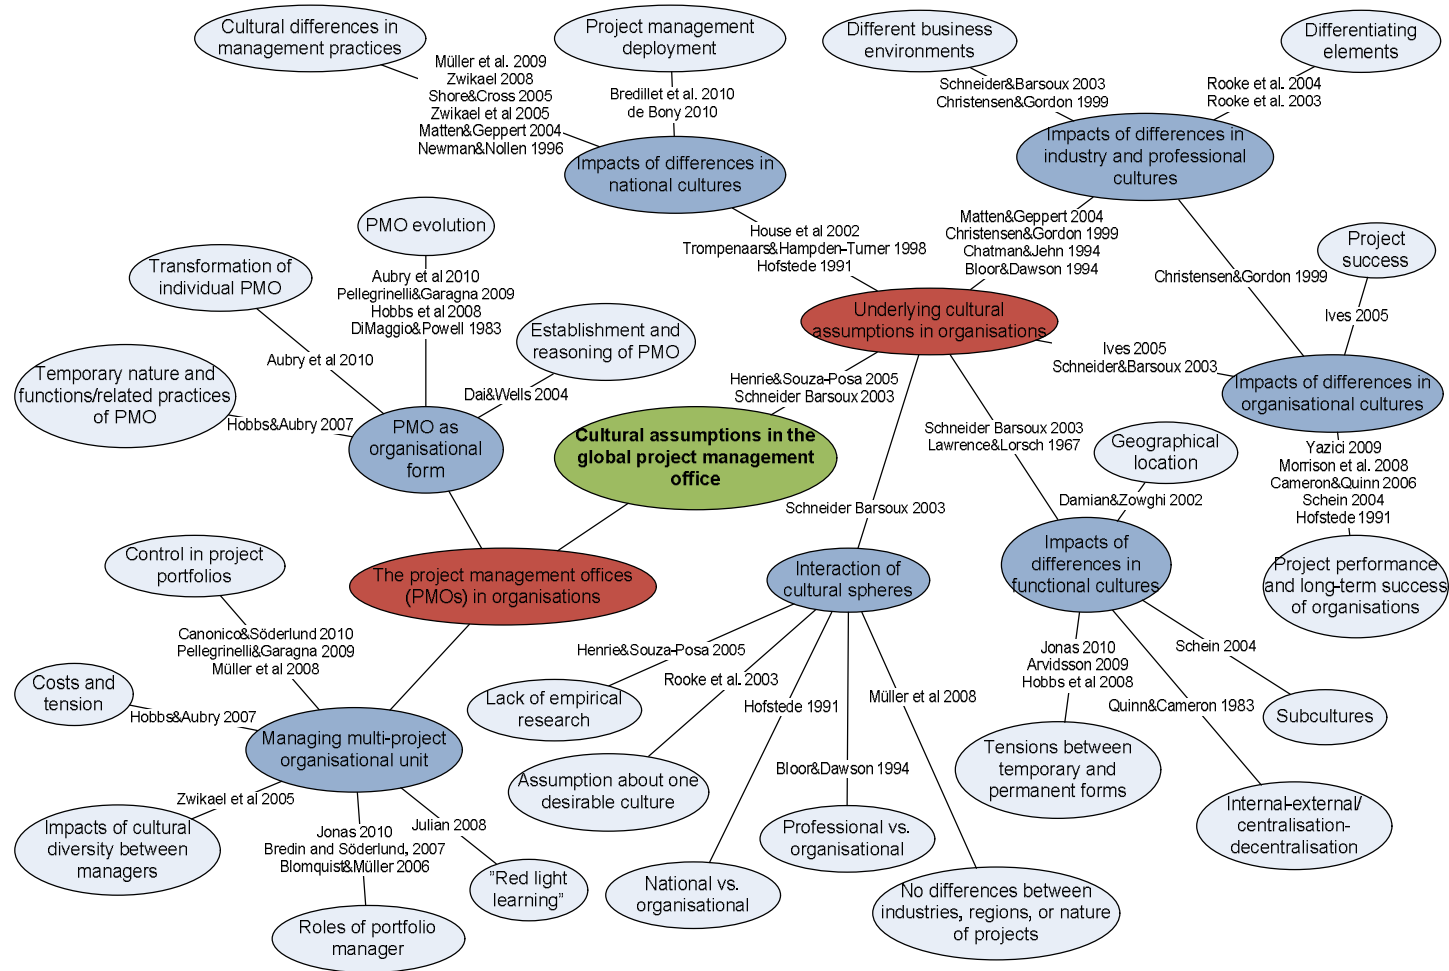 Cultural differences in
management practices
Project management
deployment
Different business
environments
Differentiating
elements
Müller et al. 2009
Zwikael 2008
Shore&Cross 2005
Zwikael et al 2005
Matten&Geppert 2004
Newman&Nollen 1996
Bredillet et al. 2010
de Bony 2010
Schneider&Barsoux 2003
Christensen&Gordon 1999
Rooke et al. 2004
Rooke et al. 2003
Impacts of differences in
national cultures
Impacts of differences in
industry and professional
cultures
PMO evolution
House et al 2002
Trompenaars&Hampden-Turner 1998
Hofstede 1991
Matten&Geppert 2004
Christensen&Gordon 1999
Chatman&Jehn 1994
Bloor&Dawson 1994
Project
success
Transformation of
individual PMO
Aubry et al 2010
Pellegrinelli&Garagna 2009
Hobbs et al 2008
DiMaggio&Powell 1983
Christensen&Gordon 1999
Establishment and
reasoning of PMO
Underlying cultural
assumptions in organisations
Ives 2005
Aubry et al 2010
Temporary nature and
functions/related practices
of PMO
Dai&Wells 2004
Henrie&Souza-Posa 2005
Schneider Barsoux 2003
Ives 2005
Schneider&Barsoux 2003
Impacts of differences in
organisational cultures
Hobbs&Aubry 2007
PMO as
organisational
form
Cultural assumptions in the
global project management
office
Schneider Barsoux 2003
Lawrence&Lorsch 1967
Geographical
location
Yazici 2009
Morrison et al. 2008
Cameron&Quinn 2006
Schein 2004
Hofstede 1991
Schneider Barsoux 2003
Damian&Zowghi 2002
Control in project
portfolios
The project management offices
(PMOs) in organisations
Interaction of
cultural spheres
Impacts of
differences in
functional cultures
Project performance
and long-term success
of organisations
Canonico&Söderlund 2010
Pellegrinelli&Garagna 2009
Müller et al 2008
Henrie&Souza-Posa 2005
Rooke et al. 2003
Hofstede 1991
Müller et al 2008
Jonas 2010
Arvidsson 2009
Hobbs et al 2008
Schein 2004
Quinn&Cameron 1983
Costs and
tension
Hobbs&Aubry 2007
Managing multi-project
organisational unit
Lack of empirical
research
Subcultures
Tensions between
temporary and
permanent forms
Bloor&Dawson 1994
Assumption about one
desirable culture
Zwikael et al 2005
Impacts of cultural
diversity between
managers
Jonas 2010
Bredin and Söderlund, 2007
Blomquist&Müller 2006
Julian 2008
Professional vs.
organisational
Internal-external/
centralisation-
decentralisation
"Red light
learning"
National vs.
organisational
No differences between
industries, regions, or nature
of projects
Roles of portfolio
manager